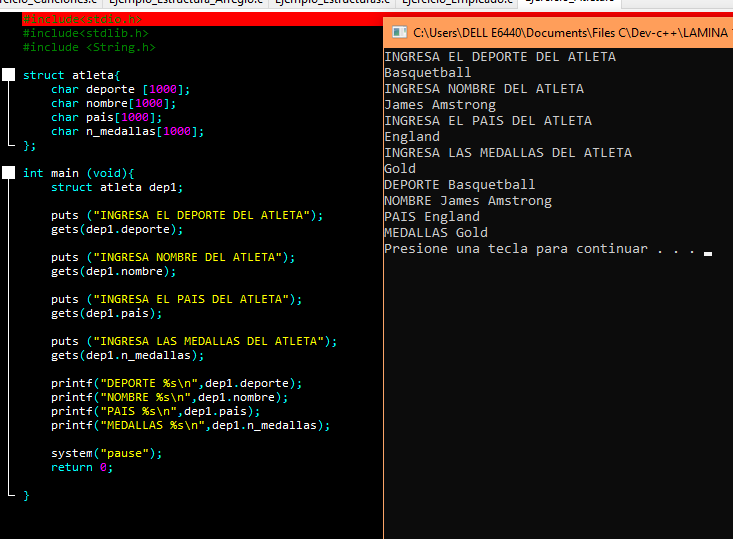 Ejemplo_Estructura_Arreglo.c Ejemplo_Estructuras.c Ejercicio_Empleado.c
#include<stdio.h>
#include<stdlib.h>
#include <String.h>
struct atleta{
char deporte [1000];
char nombre[1000];
char pais[1000];
char n_medallas[1000];
};
int main (void){
struct atleta dep1;
puts ("INGRESA EL DEPORTE DEL ATLETA");
gets(dep1.deporte);
puts ("INGRESA NOMBRE DEL ATLETA");
gets(dep1.nombre);
puts ("INGRESA EL PAIS DEL ATLETA");
gets(dep1.pais);
puts ("INGRESA LAS MEDALLAS DEL ATLETA");
gets(dep1.n_medallas);
printf("DEPORTE %s\n",dep1.deporte);
printf("NOMBRE %s\n",dep1.nombre);
printf("PAIS %s\n",dep1.pais);
printf("MEDALLAS %s\n",dep1.n_medallas);
system("pause");
return 0;
}
C:\Users\DELL E6440\Documents\Files C\Dev-c++\LAMINA
INGRESA EL DEPORTE DEL ATLETA
Basquetball
INGRESA NOMBRE DEL ATLETA
James Amstrong
INGRESA EL PAIS DEL ATLETA
England
INGRESA LAS MEDALLAS DEL ATLETA
Gold
DEPORTE Basquetball
NOMBRE James Amstrong
PAIS England
MEDALLAS Gold
Presione una tecla para continuar . . .